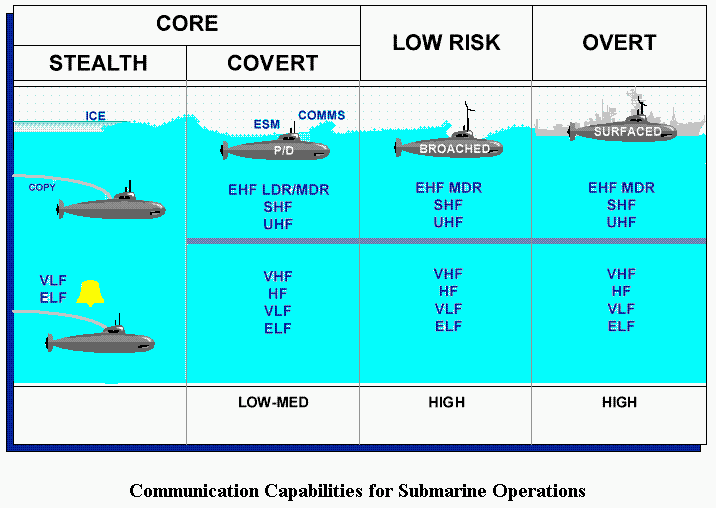 CORE
LOW RISK
OVERT
STEALTH
COVERT
ICE
ESM
COMMS
P/D
BROACHED
SURFACED
COPY
EHF LDR/MDR
SHF
UHF
EHF MDR
SHF
UHF
EHF MDR
SHF
UHF
VLF
ELF
VHF
HF
VLF
ELF
VHF
HF
VLF
ELF
VHF
HF
VLF
ELF
LOW-MED
HIGH
HIGH
Communication Capabilities for Submarine Operations